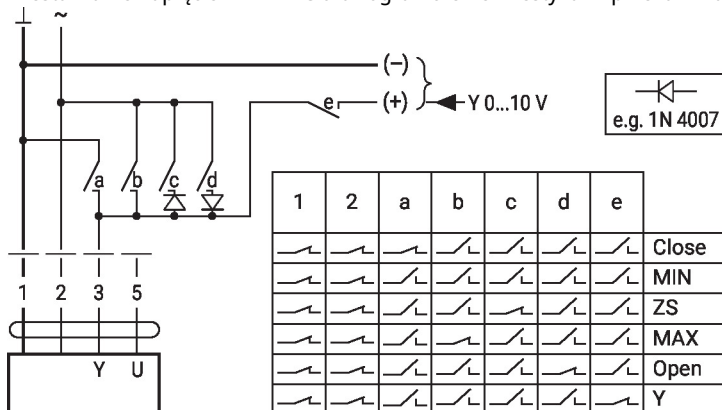 ⊥ ~
(–)
(+) Y 0...10 V
e
e.g. 1N 4007
a b c d
1 2 a b c d e
Close
MIN
ZS
MAX
Open
Y
1 2 3 5
Y U